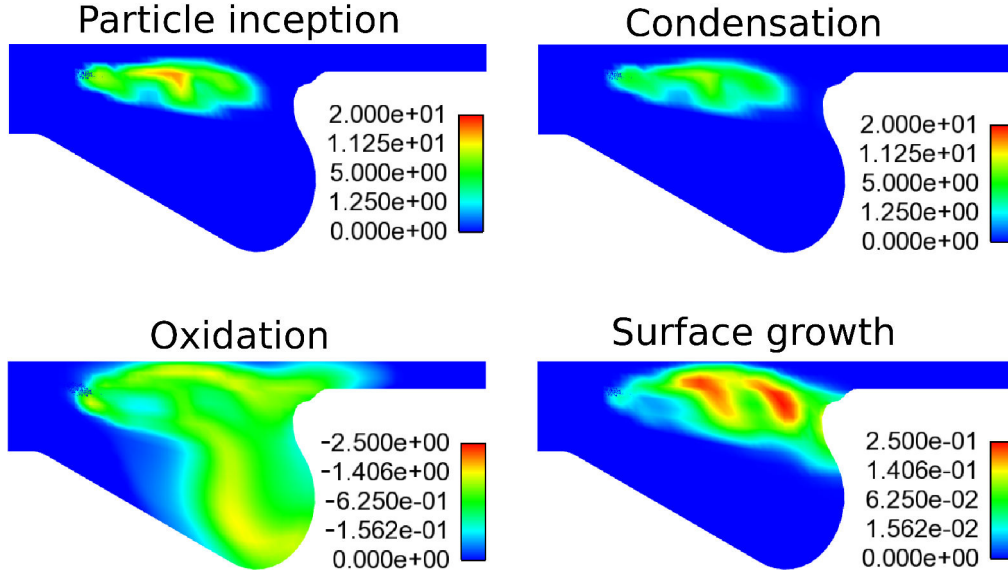 Particle inception
2.000e+01
1.125e+01
5.000e+00
1.250e+00
0.000e+00
Condensation
2.000e+01
1.125e+01
5.000e+00
1.250e+00
0.000e+00
Oxidation
−2.500e+00
−1.406e+00
−6.250e−01
−1.562e−01
0.000e+00
Surface growth
2.500e-01
1.406e-01
6.250e-02
1.562e-02
0.000e+00